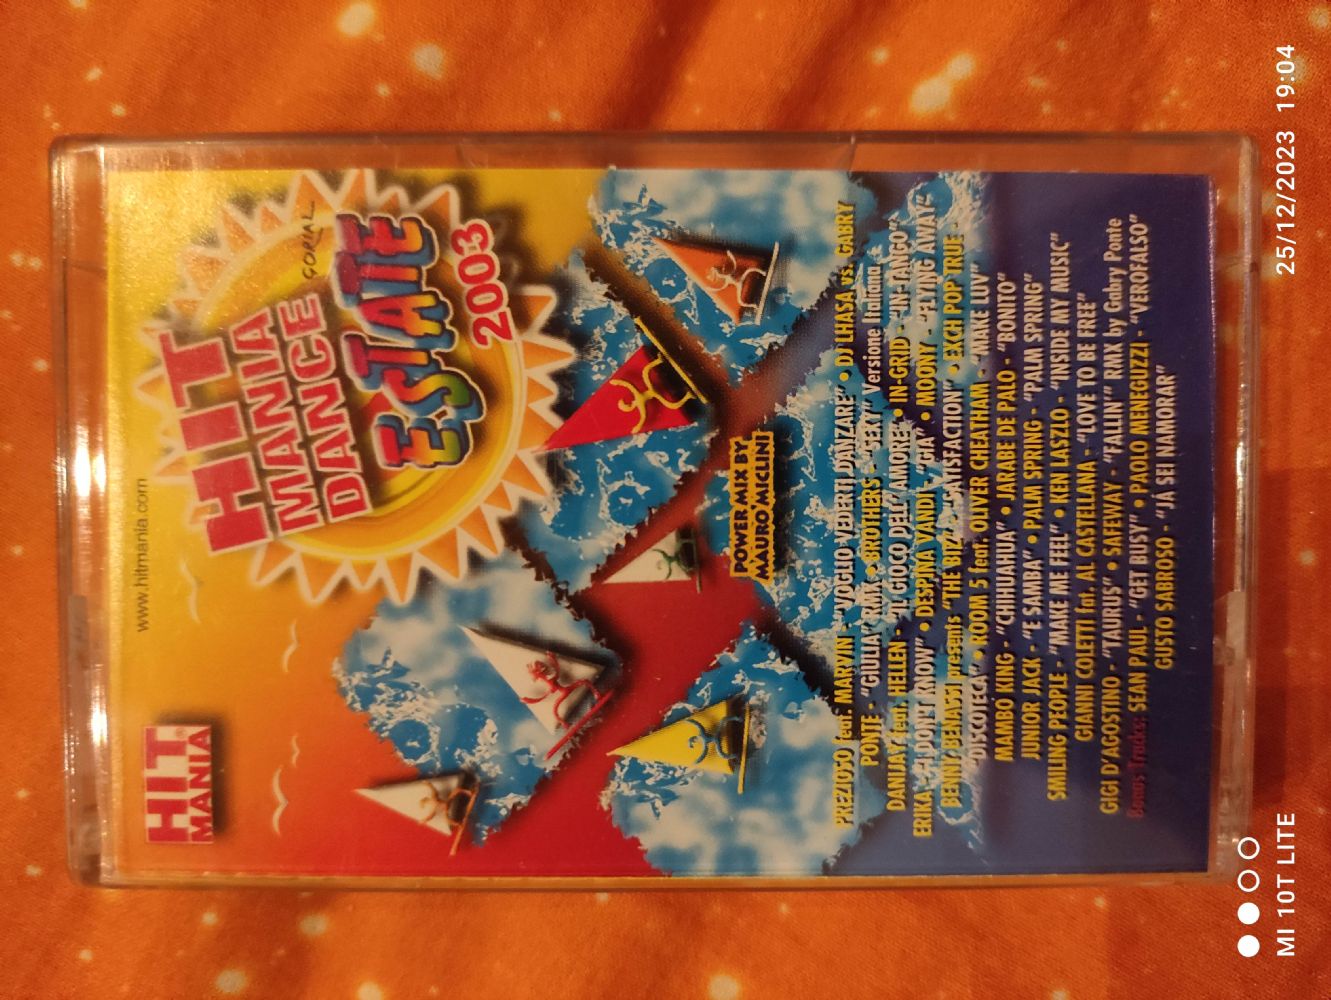 HIT
MANIA
www.hitmania.com
HIT
MANIA
DANCE
ESTATE
2003
POWER MIX BY
MAURO MICLINI
PREZIOSO feat. MARVIN - "VOGLIO VEDERTI DANZARE" • DJ LHASA vs. GABRY
PONTE - "GIULIA" RMX • BROTHERS - "SEXY" Versione Italiana
DANIJAY feat. HELLEN - "IL GIOCO DELL'AMORE" • IN-GRID - "IN-TANGO"
ERIKA - "I DON'T KNOW" • DESPINA VANDI - "GIA" • MOONY - "FLYING AWAY"
BENNY BENASSI presents "THE BIZ" - "SATISFACTION" • EXCH POP TRUE -
"DISCOTECA" • ROOM 5 feat. OLIVER CHEATHAM - "MAKE LUV"
MAMBO KING - "CHIHUAHUA" • JARABE DE PALO - "BONITO"
JUNIOR JACK - "E SAMBA" • PALM SPRING - "PALM SPRING"
SMILING PEOPLE - "MAKE ME FEEL" • KEN LASZLO - "INSIDE MY MUSIC"
GIANNI COLETTI fat. AL CASTELLANA - "LOVE TO BE FREE"
GIGI D'AGOSTINO - "TAURUS" • SAFEWAY - "FALLIN'" RMX by Gabry Ponte
Bonus Tracks: SEAN PAUL - "GET BUSY" • PAOLO MENEGUZZI - "VEROFALSO"
GUSTO SABROSO - "JÁ SEI NAMORAR"
MI 10T LITE
25/12/2023 19:04